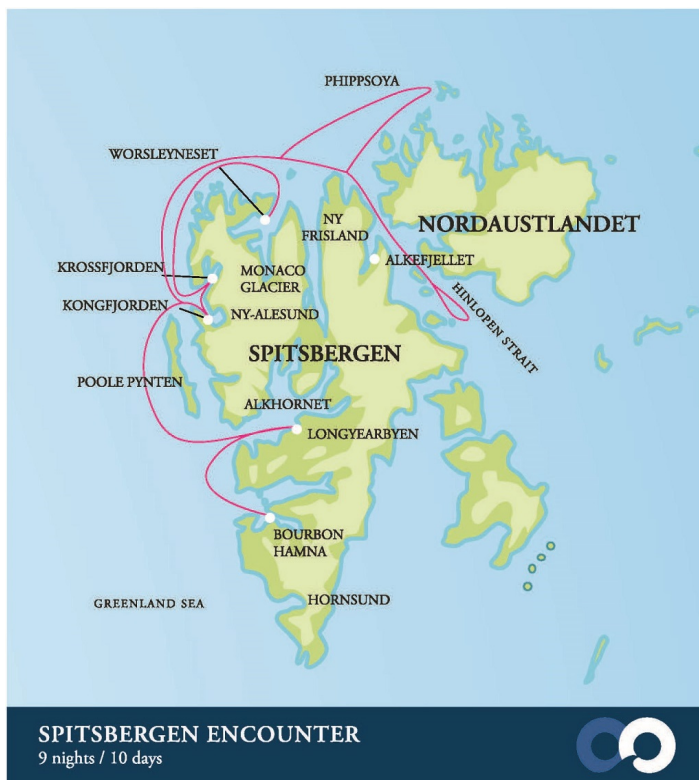 PHIPPSOYA
WORSLEYNESET
NY
FRISLAND
NORDAUSTLANDET
ALKEFJELLET
KROSSFJORDEN
MONACO
GLACIER
HINLOPEN STRAIT
KONGFJORDEN
NY-ALESUND
SPITSBERGEN
POOLE PYNTEN
ALKHORNET
LONGYEARBYEN
BOURBON
HAMNA
GREENLAND SEA
HORNSUND
SPITSBERGEN ENCOUNTER
9 nights / 10 days